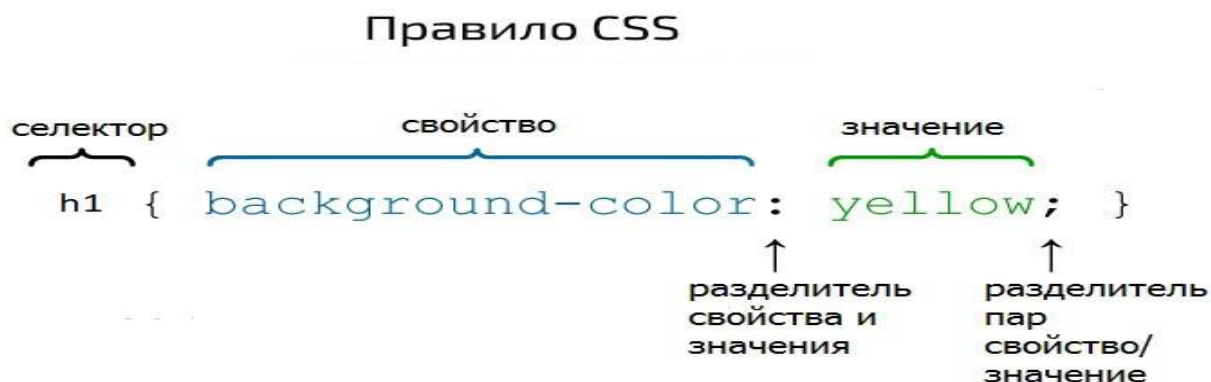 Правило CSS
селектор свойство значение
h1 { background-color: yellow; }
разделитель свойства и значения
разделитель пар свойство/значение